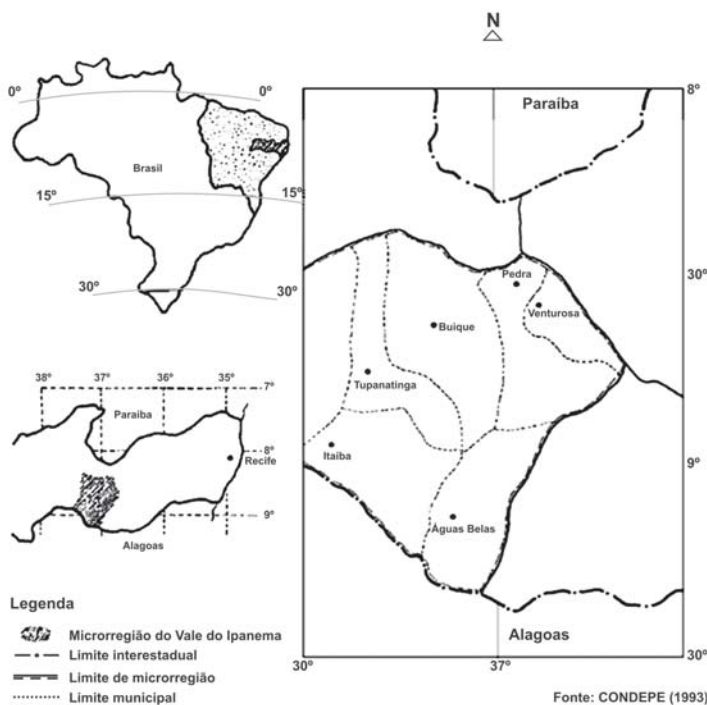 N
0º
0º
Brasil
15º
15º
30º
30º
38º
37º
36º
35º
7º
Paraiba
8º
Recife
9º
Alagoas
Paraíba
8º
30º
Pedra
Venturosa
Buique
Tupanatinga
Itaíba
9º
Águas Belas
Alagoas
30º
37º
30º
Legenda
Microrregião do Vale do Ipanema
Limite interestadual
Limite de microrregião
Limite municipal
Fonte: CONDEPE (1993)